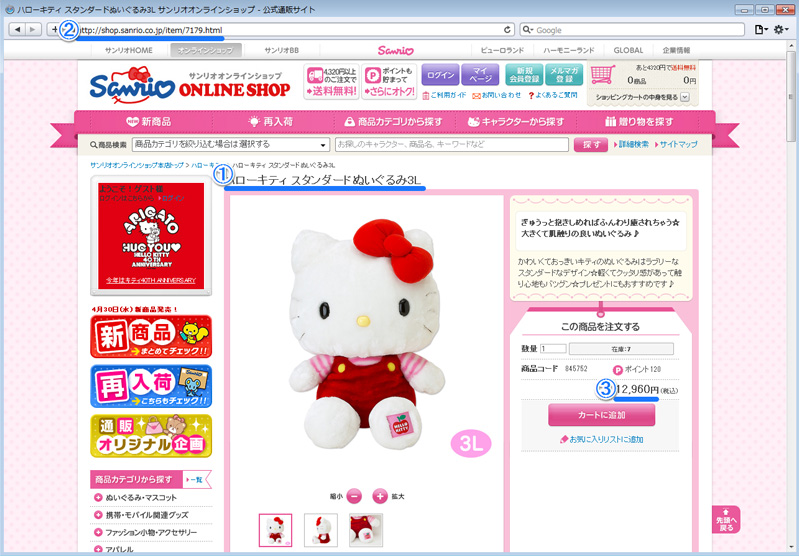 ハローキティ スタンダードぬいぐるみ3L サンリオオンラインショップ - 公式通販サイト
②
http://shop.sanrio.co.jp/item/7179.html
Google
サンリオHOME
オンラインショップ
サンリオBB
Sanrio
ピューロランド
ハーモニーランド
GLOBAL
企業情報
Sanrio
サンリオオンラインショップ
ONLINE SHOP
4,320円以上
のご注文で
送料無料!
ポイントも
貯まって
さらにオトク!
ログイン
マイ
ページ
新規
会員登録
メルマガ
登録
ご利用ガイド
お問い合わせ
よくあるご質問
あと4320円で送料無料
0商品
0円
ショッピングカートの中身を見る
新商品
再入荷
商品カテゴリから探す
キャラクターから探す
贈り物を探す
商品検索
商品カテゴリを絞り込む場合は選択する
お探しのキャラクター、商品名、キーワードなど
探す
詳細検索
サイトマップ
サンリオオンラインショップ本店トップ > ハローキティ > ハローキティ スタンダードぬいぐるみ3L
①
ハローキティ スタンダードぬいぐるみ3L
ようこそ！ゲスト様
ログイン
ARIGATO
HUG YOU
HELLO KITTY
40TH
ANNIVERSARY
今年はキティ40TH ANNIVERSARY
4月30日(水)新商品発売！
新商品
まとめてチェック!!
再入荷
こちらもチェック!!
通販
オリジナル企画
商品カテゴリから探す
一覧
ぬいぐるみ・マスコット
携帯・モバイル関連グッズ
ファッション小物・アクセサリー
アパレル
HELLO KITTY
3L
縮小
拡大
ぎゅうっと抱きしめればふんわり癒されちゃう☆
大きくて肌触りの良いぬいぐるみ♪
かわいくておっきいキティのぬいぐるみはラブリーな
スタンダードなデザイン☆軽くてクッタリ感があって触
り心地もバツグン☆プレゼントにもおすすめです♪
この商品を注文する
数量
1
在庫:7
商品コード
845752
P ポイント 120
③
12,960円(税込)
カートに追加
お気に入りリストに追加
先頭へ
戻る